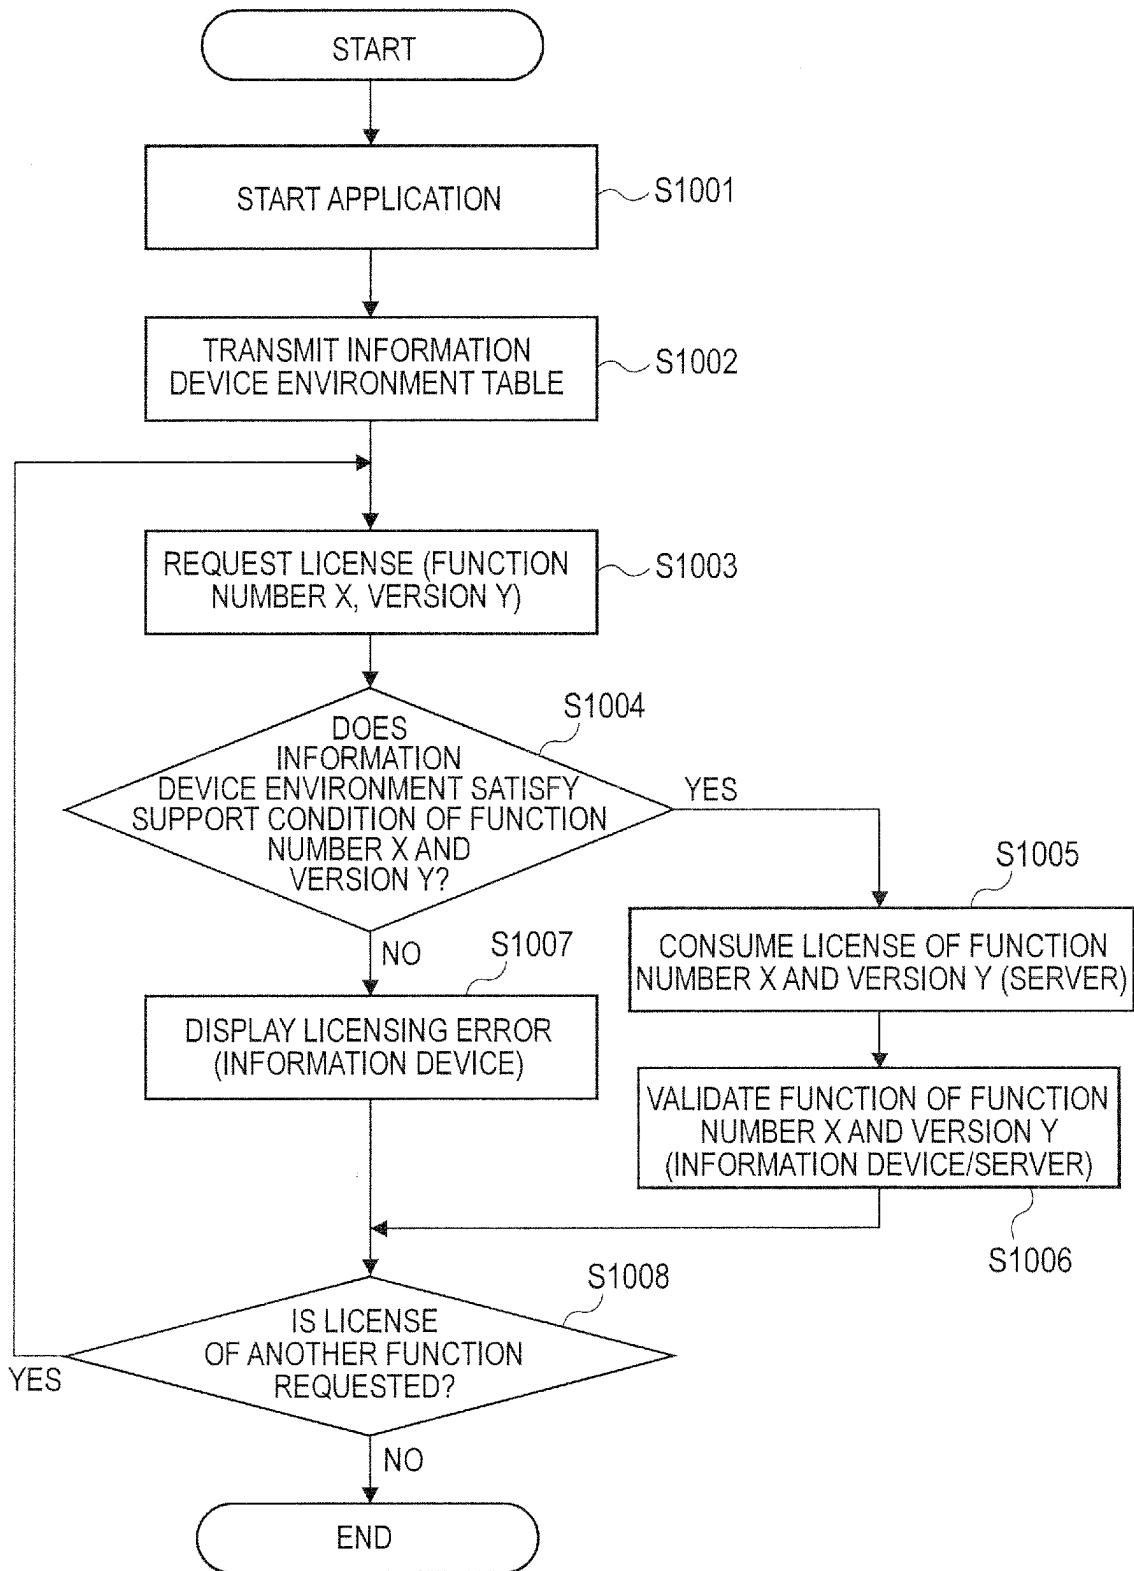 START
START APPLICATION
S1001
TRANSMIT INFORMATION
DEVICE ENVIRONMENT TABLE
S1002
REQUEST LICENSE (FUNCTION
NUMBER X, VERSION Y)
S1003
DOES
INFORMATION
DEVICE ENVIRONMENT SATISFY
SUPPORT CONDITION OF FUNCTION
NUMBER X AND
VERSION Y?
S1004
YES
NO
S1005
CONSUME LICENSE OF FUNCTION
NUMBER X AND VERSION Y (SERVER)
S1007
DISPLAY LICENSING ERROR
(INFORMATION DEVICE)
VALIDATE FUNCTION OF FUNCTION
NUMBER X AND VERSION Y
(INFORMATION DEVICE/SERVER)
S1006
S1008
IS LICENSE
OF ANOTHER FUNCTION
REQUESTED?
YES
NO
END